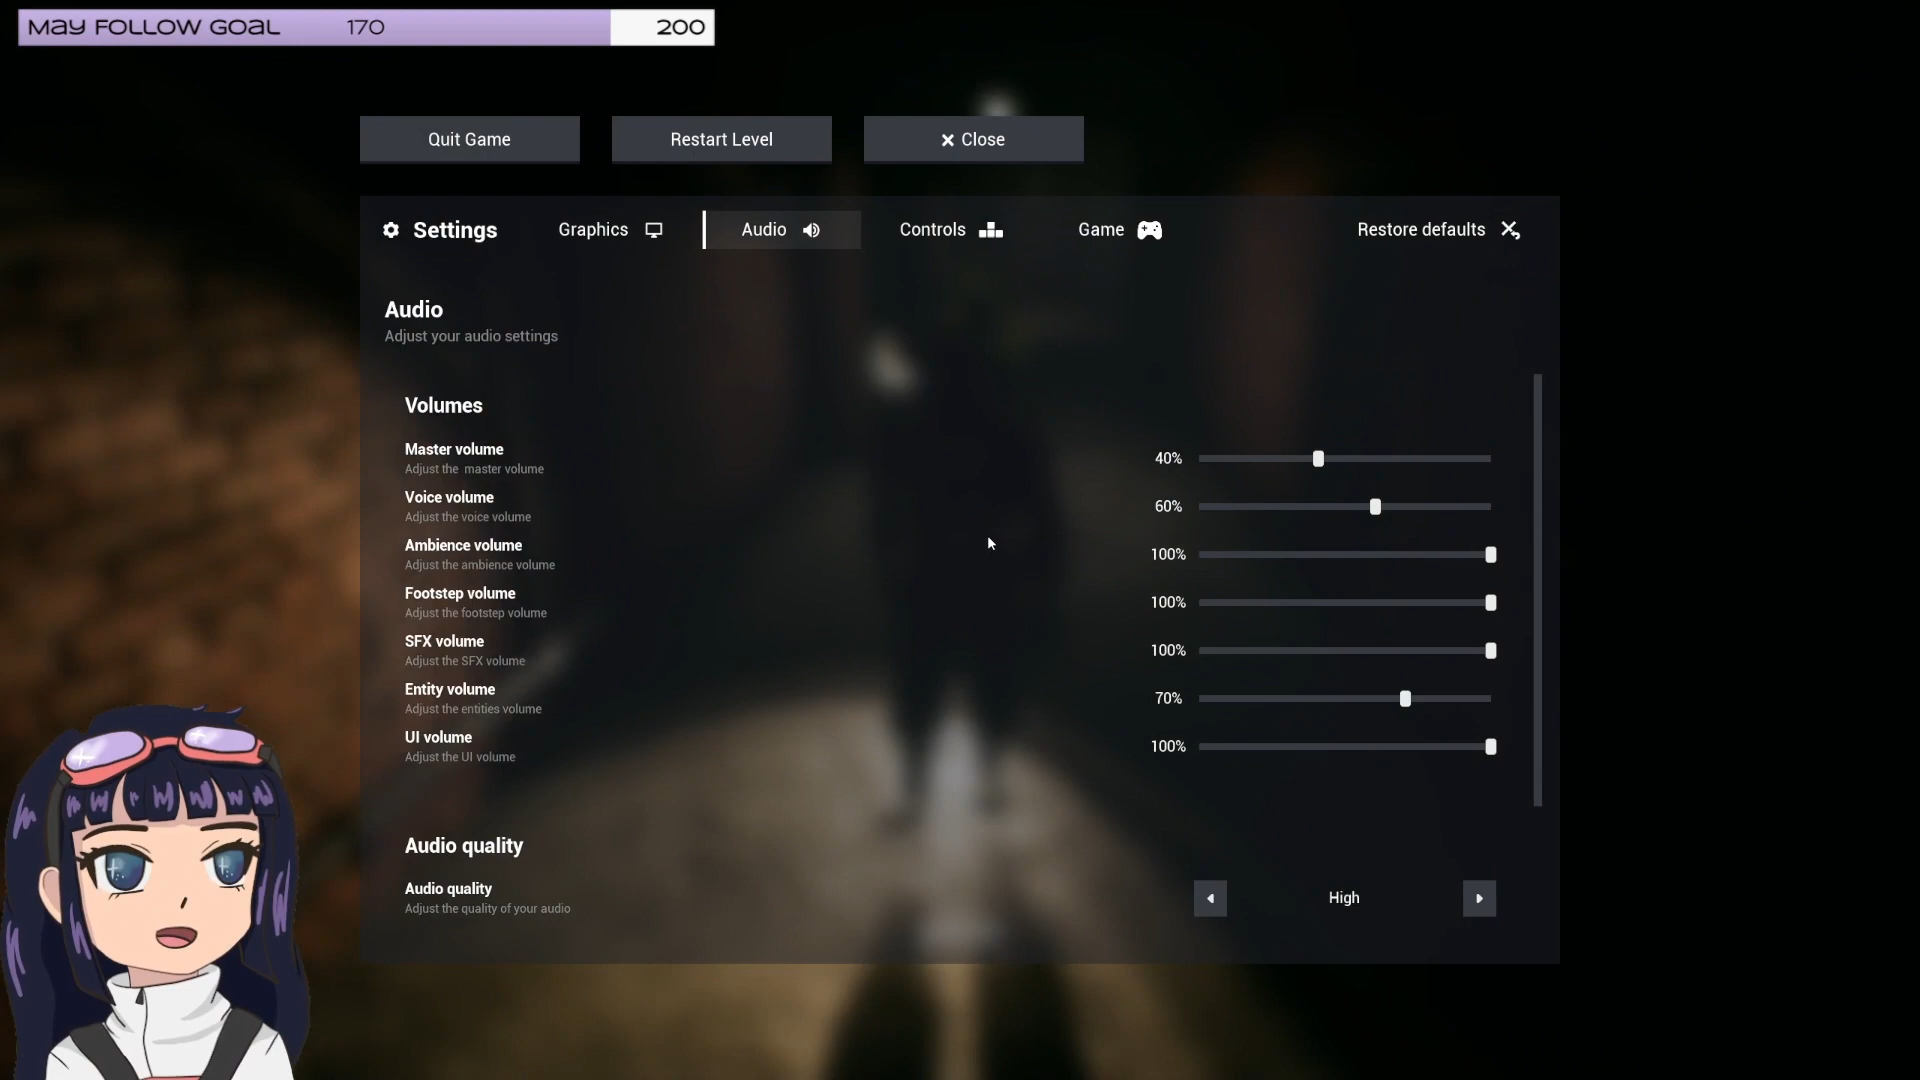 May Follow Goal 170 200
Quit Game Restart Level Close
Settings Graphics Audio Controls Game Restore defaults
Audio
Adjust your audio settings
Volumes
Master volume
Adjust the master volume
40%
Voice volume
Adjust the voice volume
60%
Ambience volume
Adjust the ambience volume
100%
Footstep volume
Adjust the footstep volume
100%
SFX volume
Adjust the SFX volume
100%
Entity volume
Adjust the entities volume
70%
UI volume
Adjust the UI volume
100%
Audio quality
Audio quality
Adjust the quality of your audio
High